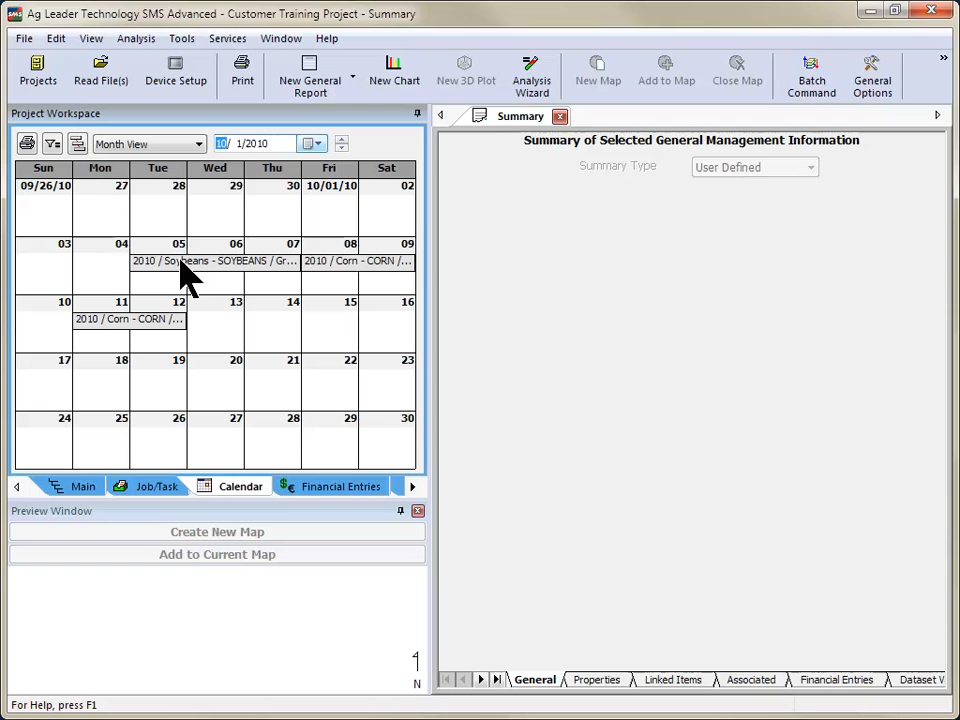 Ag Leader Technology SMS Advanced - Customer Training Project - Summary
File Edit View Analysis Tools Services Window Help
Projects Read File(s) Device Setup Print New General Report New Chart New 3D Plot Analysis Wizard New Map Add to Map Close Map Batch Command General Options
Project Workspace
Summary
Month View 10/ 1/2010
Summary of Selected General Management Information
Summary Type User Defined
Sun Mon Tue Wed Thu Fri Sat
09/26/10 27 28 29 30 10/01/10 02
03 04 05 06 07 08 09
2010 / Soybeans - SOYBEANS / Gr... 2010 / Corn - CORN /...
10 11 12 13 14 15 16
2010 / Corn - CORN /...
17 18 19 20 21 22 23
24 25 26 27 28 29 30
Main Job/Task Calendar Financial Entries
Preview Window
Create New Map
Add to Current Map
N
General Properties Linked Items Associated Financial Entries Dataset V
For Help, press F1